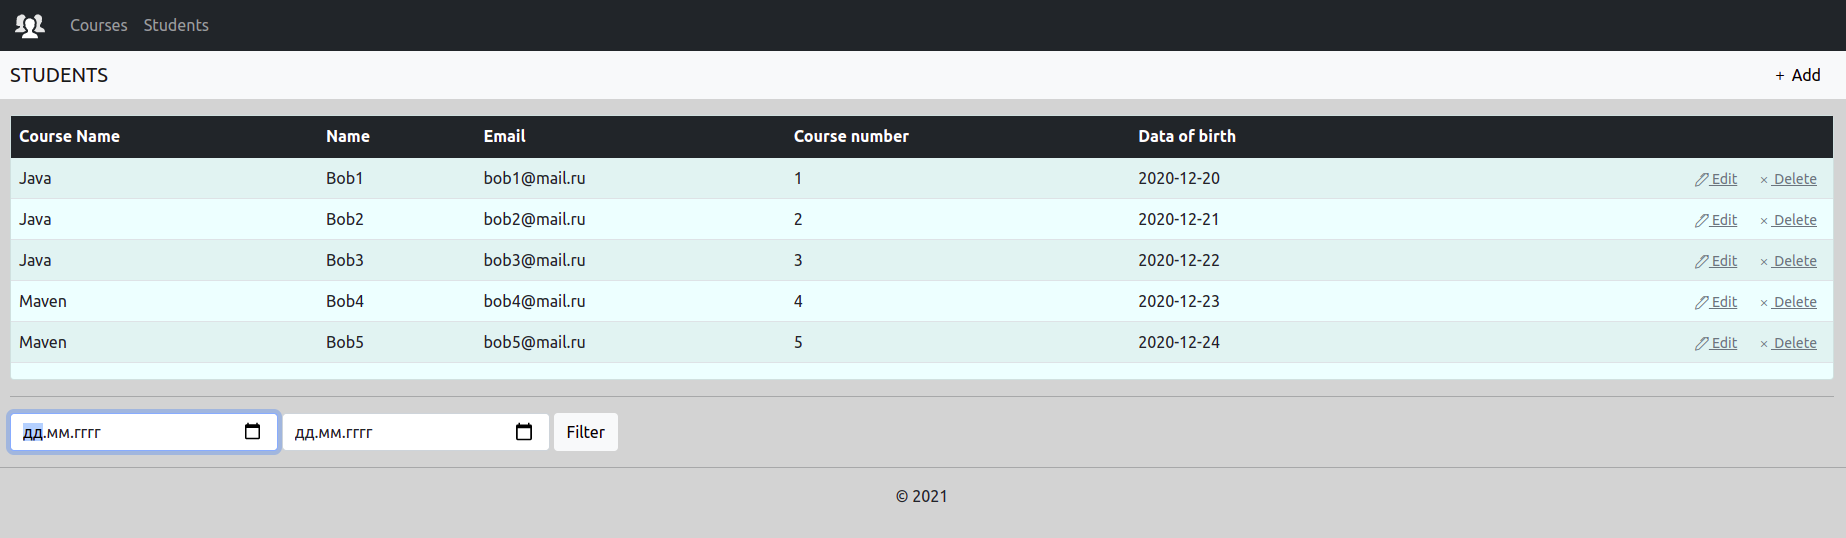 Courses Students
STUDENTS + Add
Course Name Name Email Course number Data of birth
Java Bob1 bob1@mail.ru 1 2020-12-20 Edit × Delete
Java Bob2 bob2@mail.ru 2 2020-12-21 Edit × Delete
Java Bob3 bob3@mail.ru 3 2020-12-22 Edit × Delete
Maven Bob4 bob4@mail.ru 4 2020-12-23 Edit × Delete
Maven Bob5 bob5@mail.ru 5 2020-12-24 Edit × Delete
дд.мм.гггг дд.мм.гггг Filter
© 2021